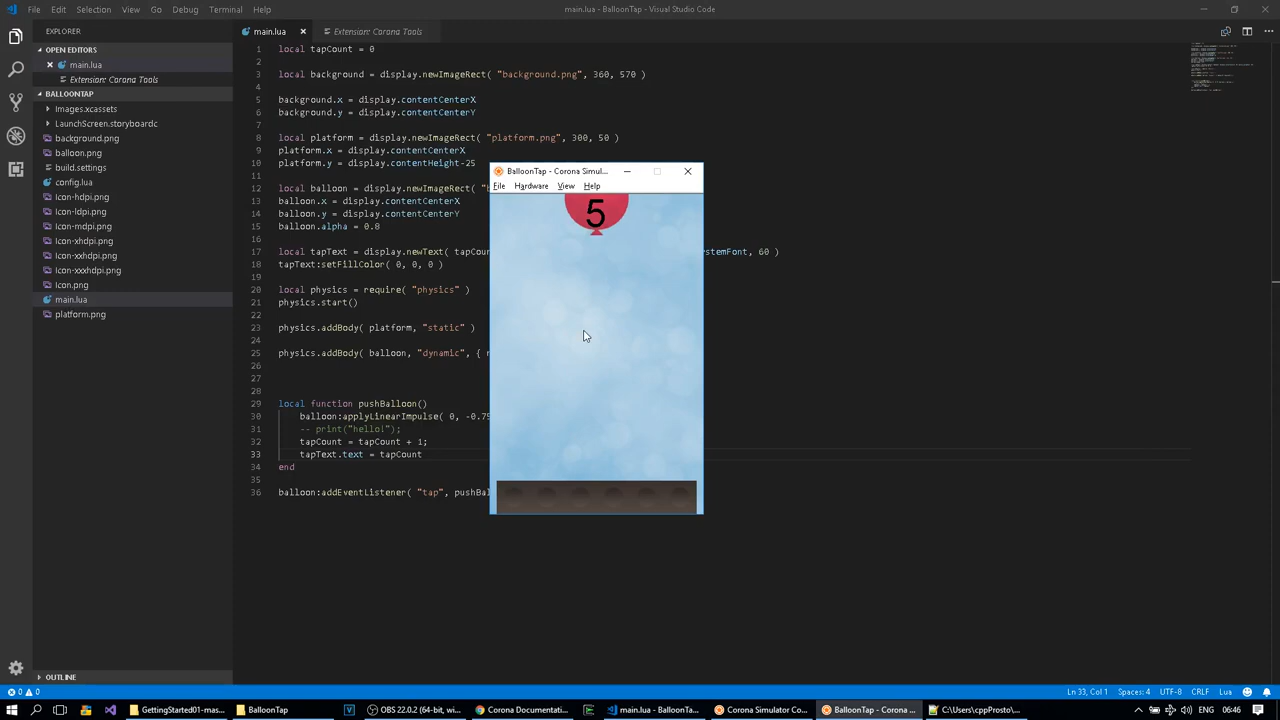 File Edit Selection View Go Debug Terminal Help
main.lua - BalloonTap - Visual Studio Code
EXPLORER
main.lua
Extension: Corona Tools
OPEN EDITORS
main.lua
Extension: Corona Tools
BALLOONTAP
Images.xcassets
LaunchScreen.storyboardc
background.png
balloon.png
build.settings
config.lua
Icon-hdpi.png
Icon-ldpi.png
Icon-mdpi.png
Icon-xhdpi.png
Icon-xxhdpi.png
Icon-xxxhdpi.png
Icon.png
main.lua
platform.png
OUTLINE
1 local tapCount = 0
2
3 local background = display.newImageRect( "background.png", 360, 570 )
4
5 background.x = display.contentCenterX
6 background.y = display.contentCenterY
7
8 local platform = display.newImageRect( "platform.png", 300, 50 )
9 platform.x = display.contentCenterX
10 platform.y = display.contentHeight-25
11
12 local balloon = display.newImageRect( "b
13 balloon.x = display.contentCenterX
14 balloon.y = display.contentCenterY
15 balloon.alpha = 0.8
16
17 local tapText = display.newText( tapCou ystemFont, 60 )
18 tapText:setFillColor( 0, 0, 0 )
19
20 local physics = require( "physics" )
21 physics.start()
22
23 physics.addBody( platform, "static" )
24
25 physics.addBody( balloon, "dynamic", {
26
27
28
29 local function pushBalloon()
30 balloon:applyLinearImpulse( 0, -0.75
31 -- print("hello!");
32 tapCount = tapCount + 1;
33 tapText.text = tapCount
34 end
35
36 balloon:addEventListener( "tap", pushBal
BalloonTap - Corona Simul...
File Hardware View Help
5
0 0
Ln 33, Col 1 Spaces: 4 UTF-8 CRLF Lua
GettingStarted01-mas...
BalloonTap
OBS 22.0.2 (64-bit, wi...
Corona Documentati...
main.lua - BalloonTa...
Corona Simulator Co...
BalloonTap - Corona ...
C:\Users\cppProsto\...
ENG 06:46